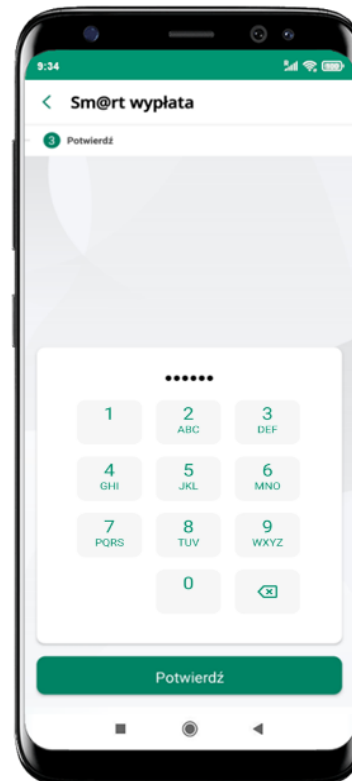 9:34
Sm@rt wypłata
3 Potwierdź
••••••
1 2 3
ABC DEF
4 5 6
GHI JKL MNO
7 8 9
PQRS TUV WXYZ
0
Potwierdź